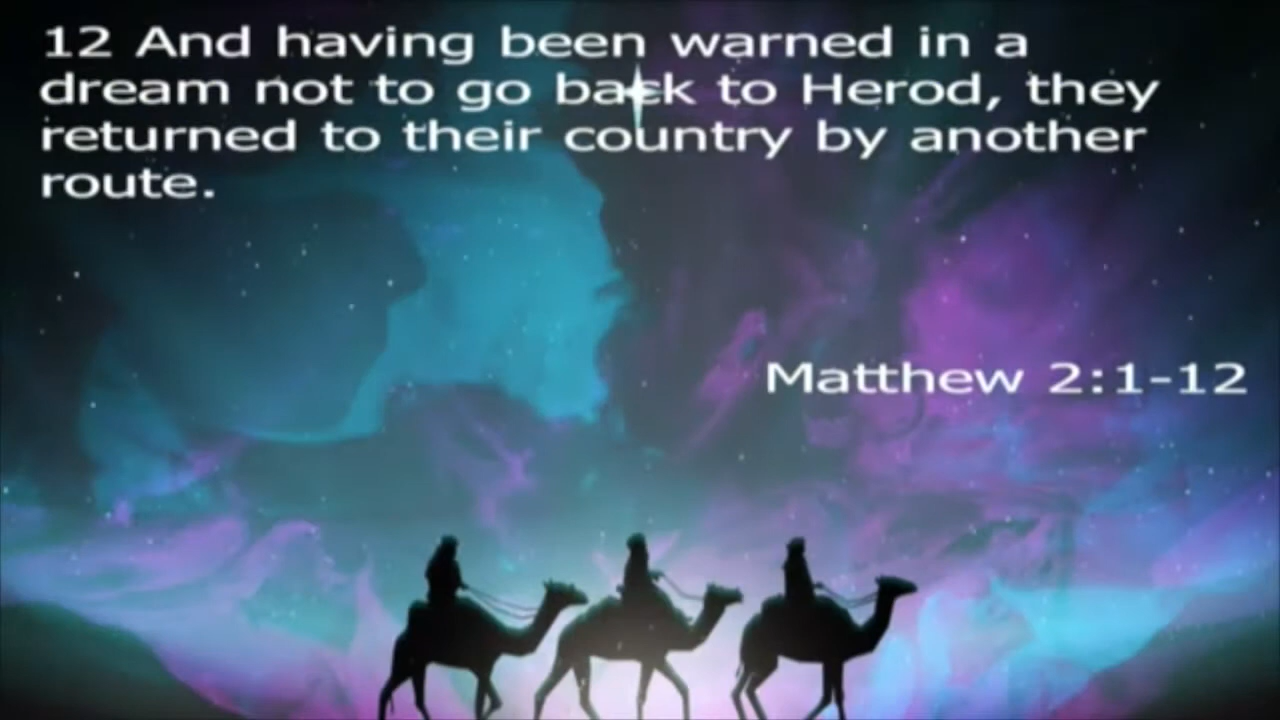 12 And having been warned in a
dream not to go back to Herod, they
returned to their country by another
route.
Matthew 2:1-12